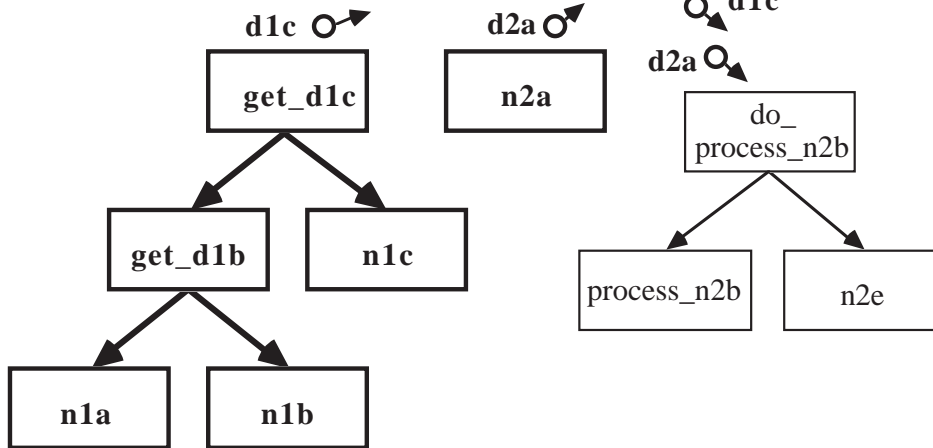 d1c
d2a
d1c
d2a
get_d1c
n2a
do_
process_n2b
get_d1b
n1c
process_n2b
n2e
n1a
n1b